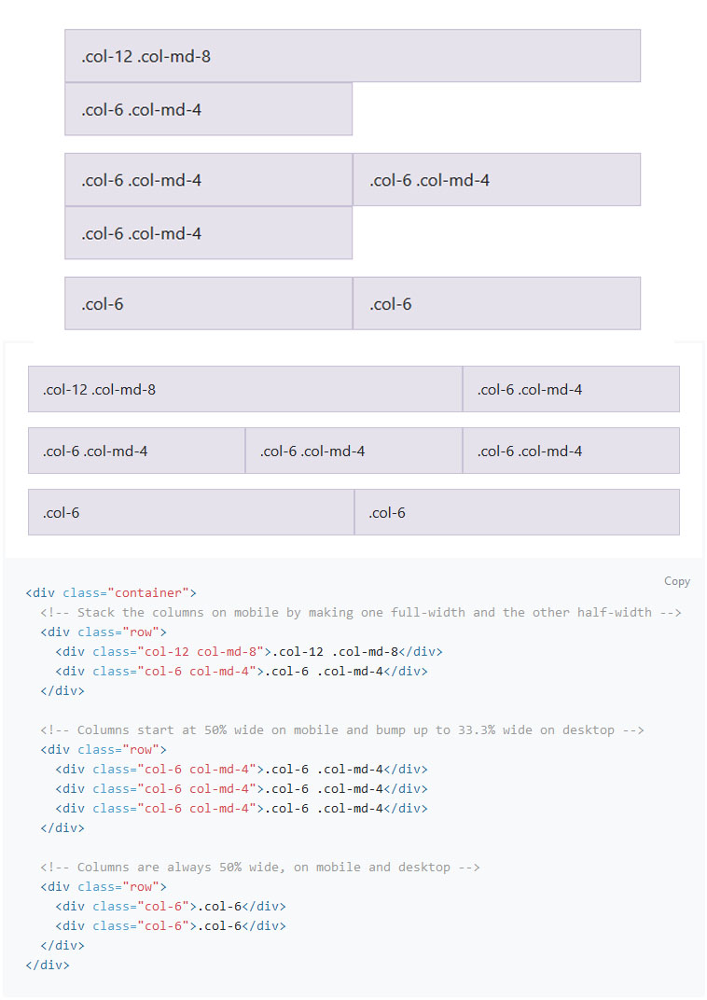 .col-12 .col-md-8
.col-6 .col-md-4
.col-6 .col-md-4 .col-6 .col-md-4
.col-6 .col-md-4
.col-6 .col-6
.col-12 .col-md-8 .col-6 .col-md-4
.col-6 .col-md-4 .col-6 .col-md-4 .col-6 .col-md-4
.col-6 .col-6
Copy
<div class="container">
  <!-- Stack the columns on mobile by making one full-width and the other half-width -->
  <div class="row">
    <div class="col-12 col-md-8">.col-12 .col-md-8</div>
    <div class="col-6 col-md-4">.col-6 .col-md-4</div>
  </div>

  <!-- Columns start at 50% wide on mobile and bump up to 33.3% wide on desktop -->
  <div class="row">
    <div class="col-6 col-md-4">.col-6 .col-md-4</div>
    <div class="col-6 col-md-4">.col-6 .col-md-4</div>
    <div class="col-6 col-md-4">.col-6 .col-md-4</div>
  </div>

  <!-- Columns are always 50% wide, on mobile and desktop -->
  <div class="row">
    <div class="col-6">.col-6</div>
    <div class="col-6">.col-6</div>
  </div>
</div>